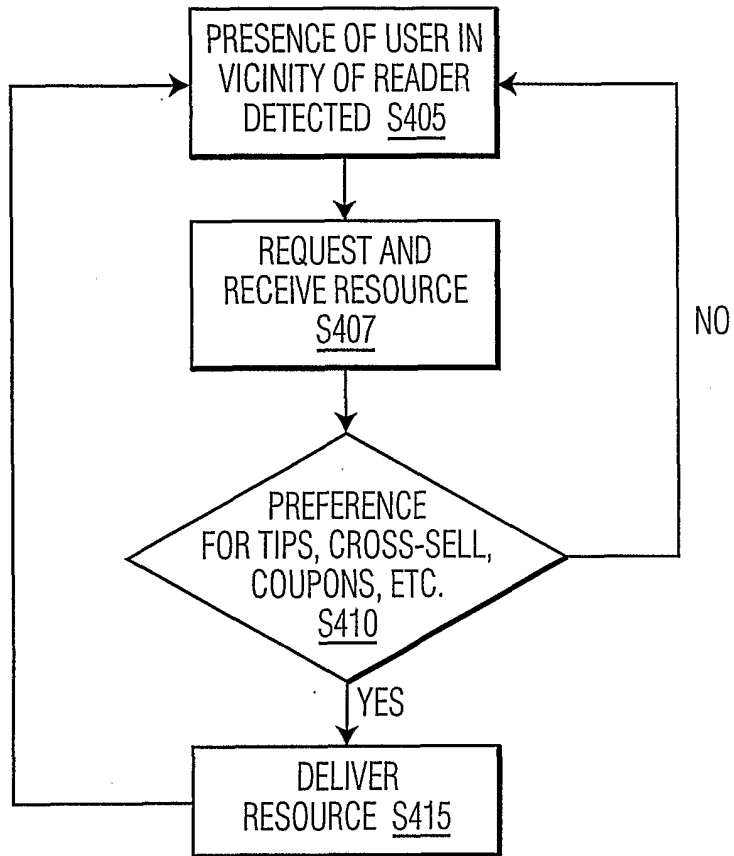 PRESENCE OF USER IN
VICINITY OF READER
DETECTED S405
REQUEST AND
RECEIVE RESOURCE
S407
NO
PREFERENCE
FOR TIPS, CROSS-SELL,
COUPONS, ETC.
S410
YES
DELIVER
RESOURCE S415